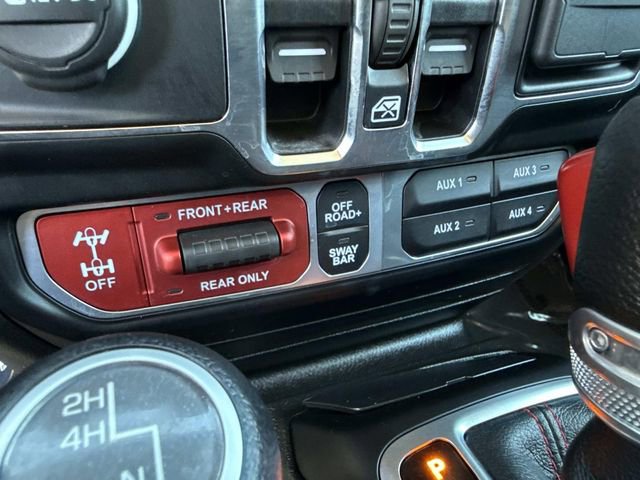 FRONT+REAR
OFF
REAR ONLY
OFF
ROAD+
SWAY
BAR
AUX 1
AUX 2
AUX 3
AUX 4
2H
4H
N
P